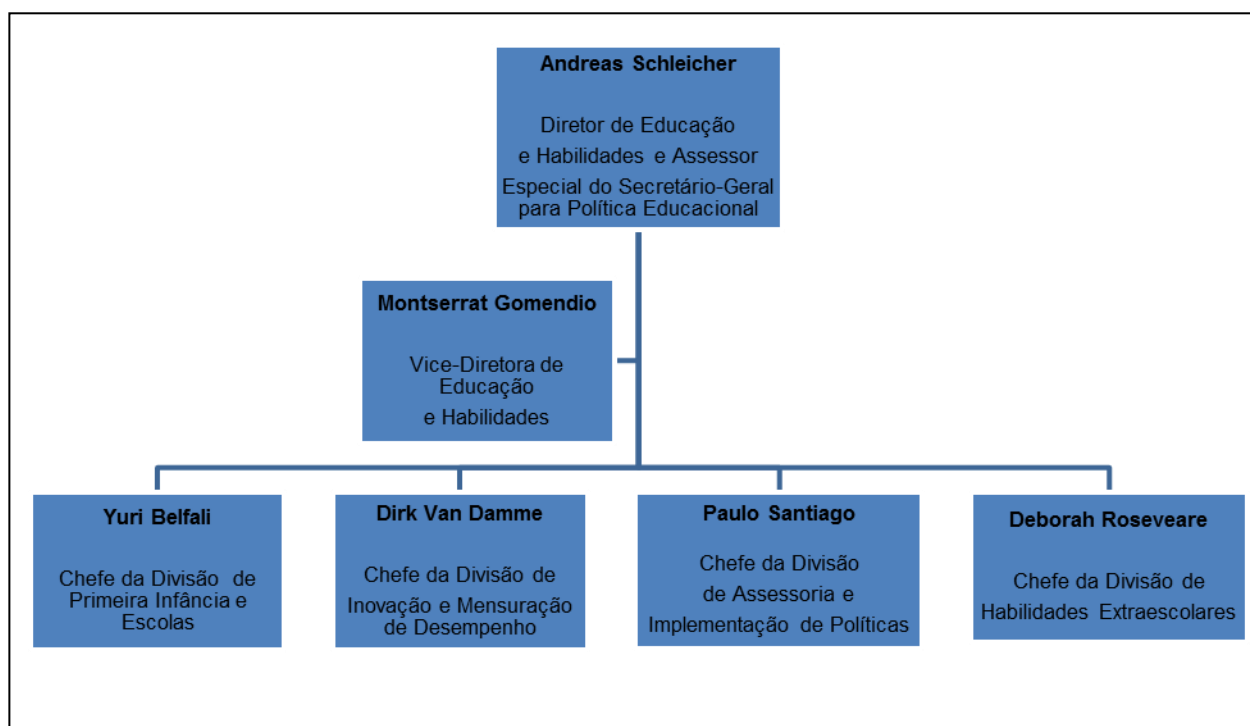 Andreas Schleicher
Diretor de Educação
e Habilidades e Assessor
Especial do Secretário-Geral
para Política Educacional
Montserrat Gomendio
Vice-Diretora de
Educação
e Habilidades
Yuri Belfali
Chefe da Divisão de
Primeira Infância e
Escolas
Dirk Van Damme
Chefe da Divisão de
Inovação e Mensuração
de Desempenho
Paulo Santiago
Chefe da Divisão
de Assessoria e
Implementação de Políticas
Deborah Roseveare
Chefe da Divisão de
Habilidades Extraescolares